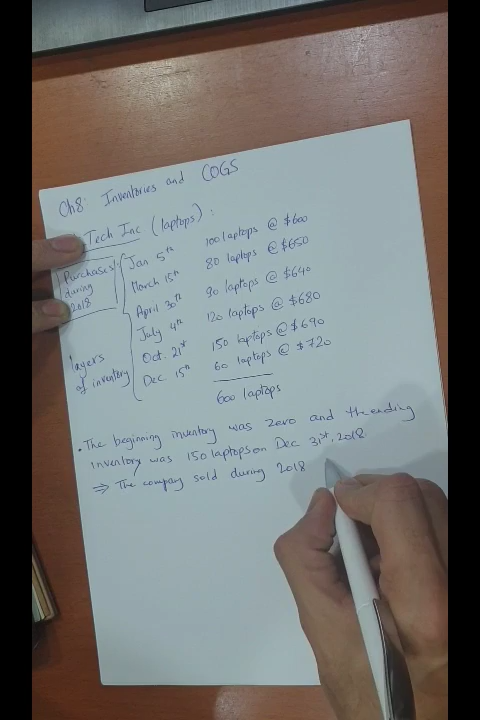 Ch8: Inventories and COGS
Tech Inc (laptops):
Purchases during 2018
Jan 5th 100 laptops @ $600
March 15th 80 laptops @ $650
April 30th 90 laptops @ $640
July 4th 120 laptops @ $680
Oct. 21st 150 laptops @ $690
Dec 15th 60 laptops @ $720
layers of inventory
600 laptops
• The beginning inventory was zero and the ending
inventory was 150 laptops on Dec 31st, 2018
⇒ The company sold during 2018